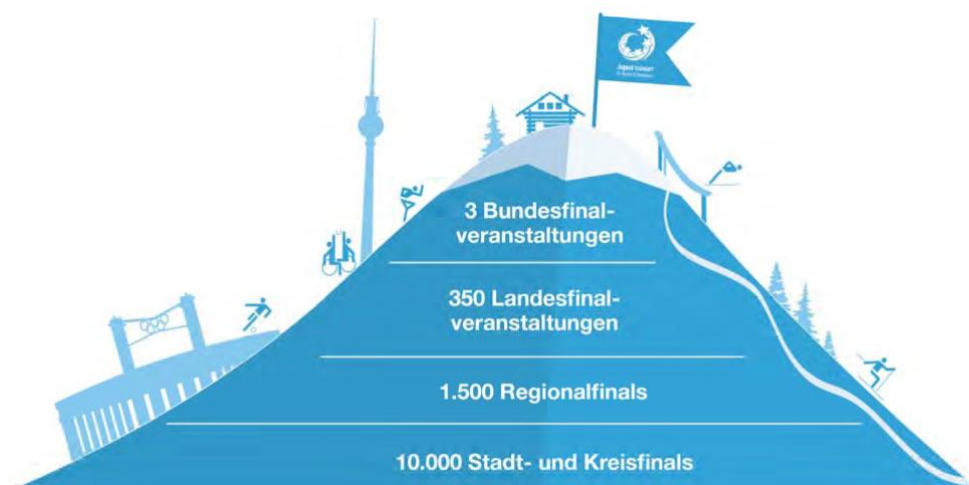 3 Bundesfinal-
veranstaltungen
350 Landesfinal-
veranstaltungen
1.500 Regionalfinals
10.000 Stadt- und Kreisfinals